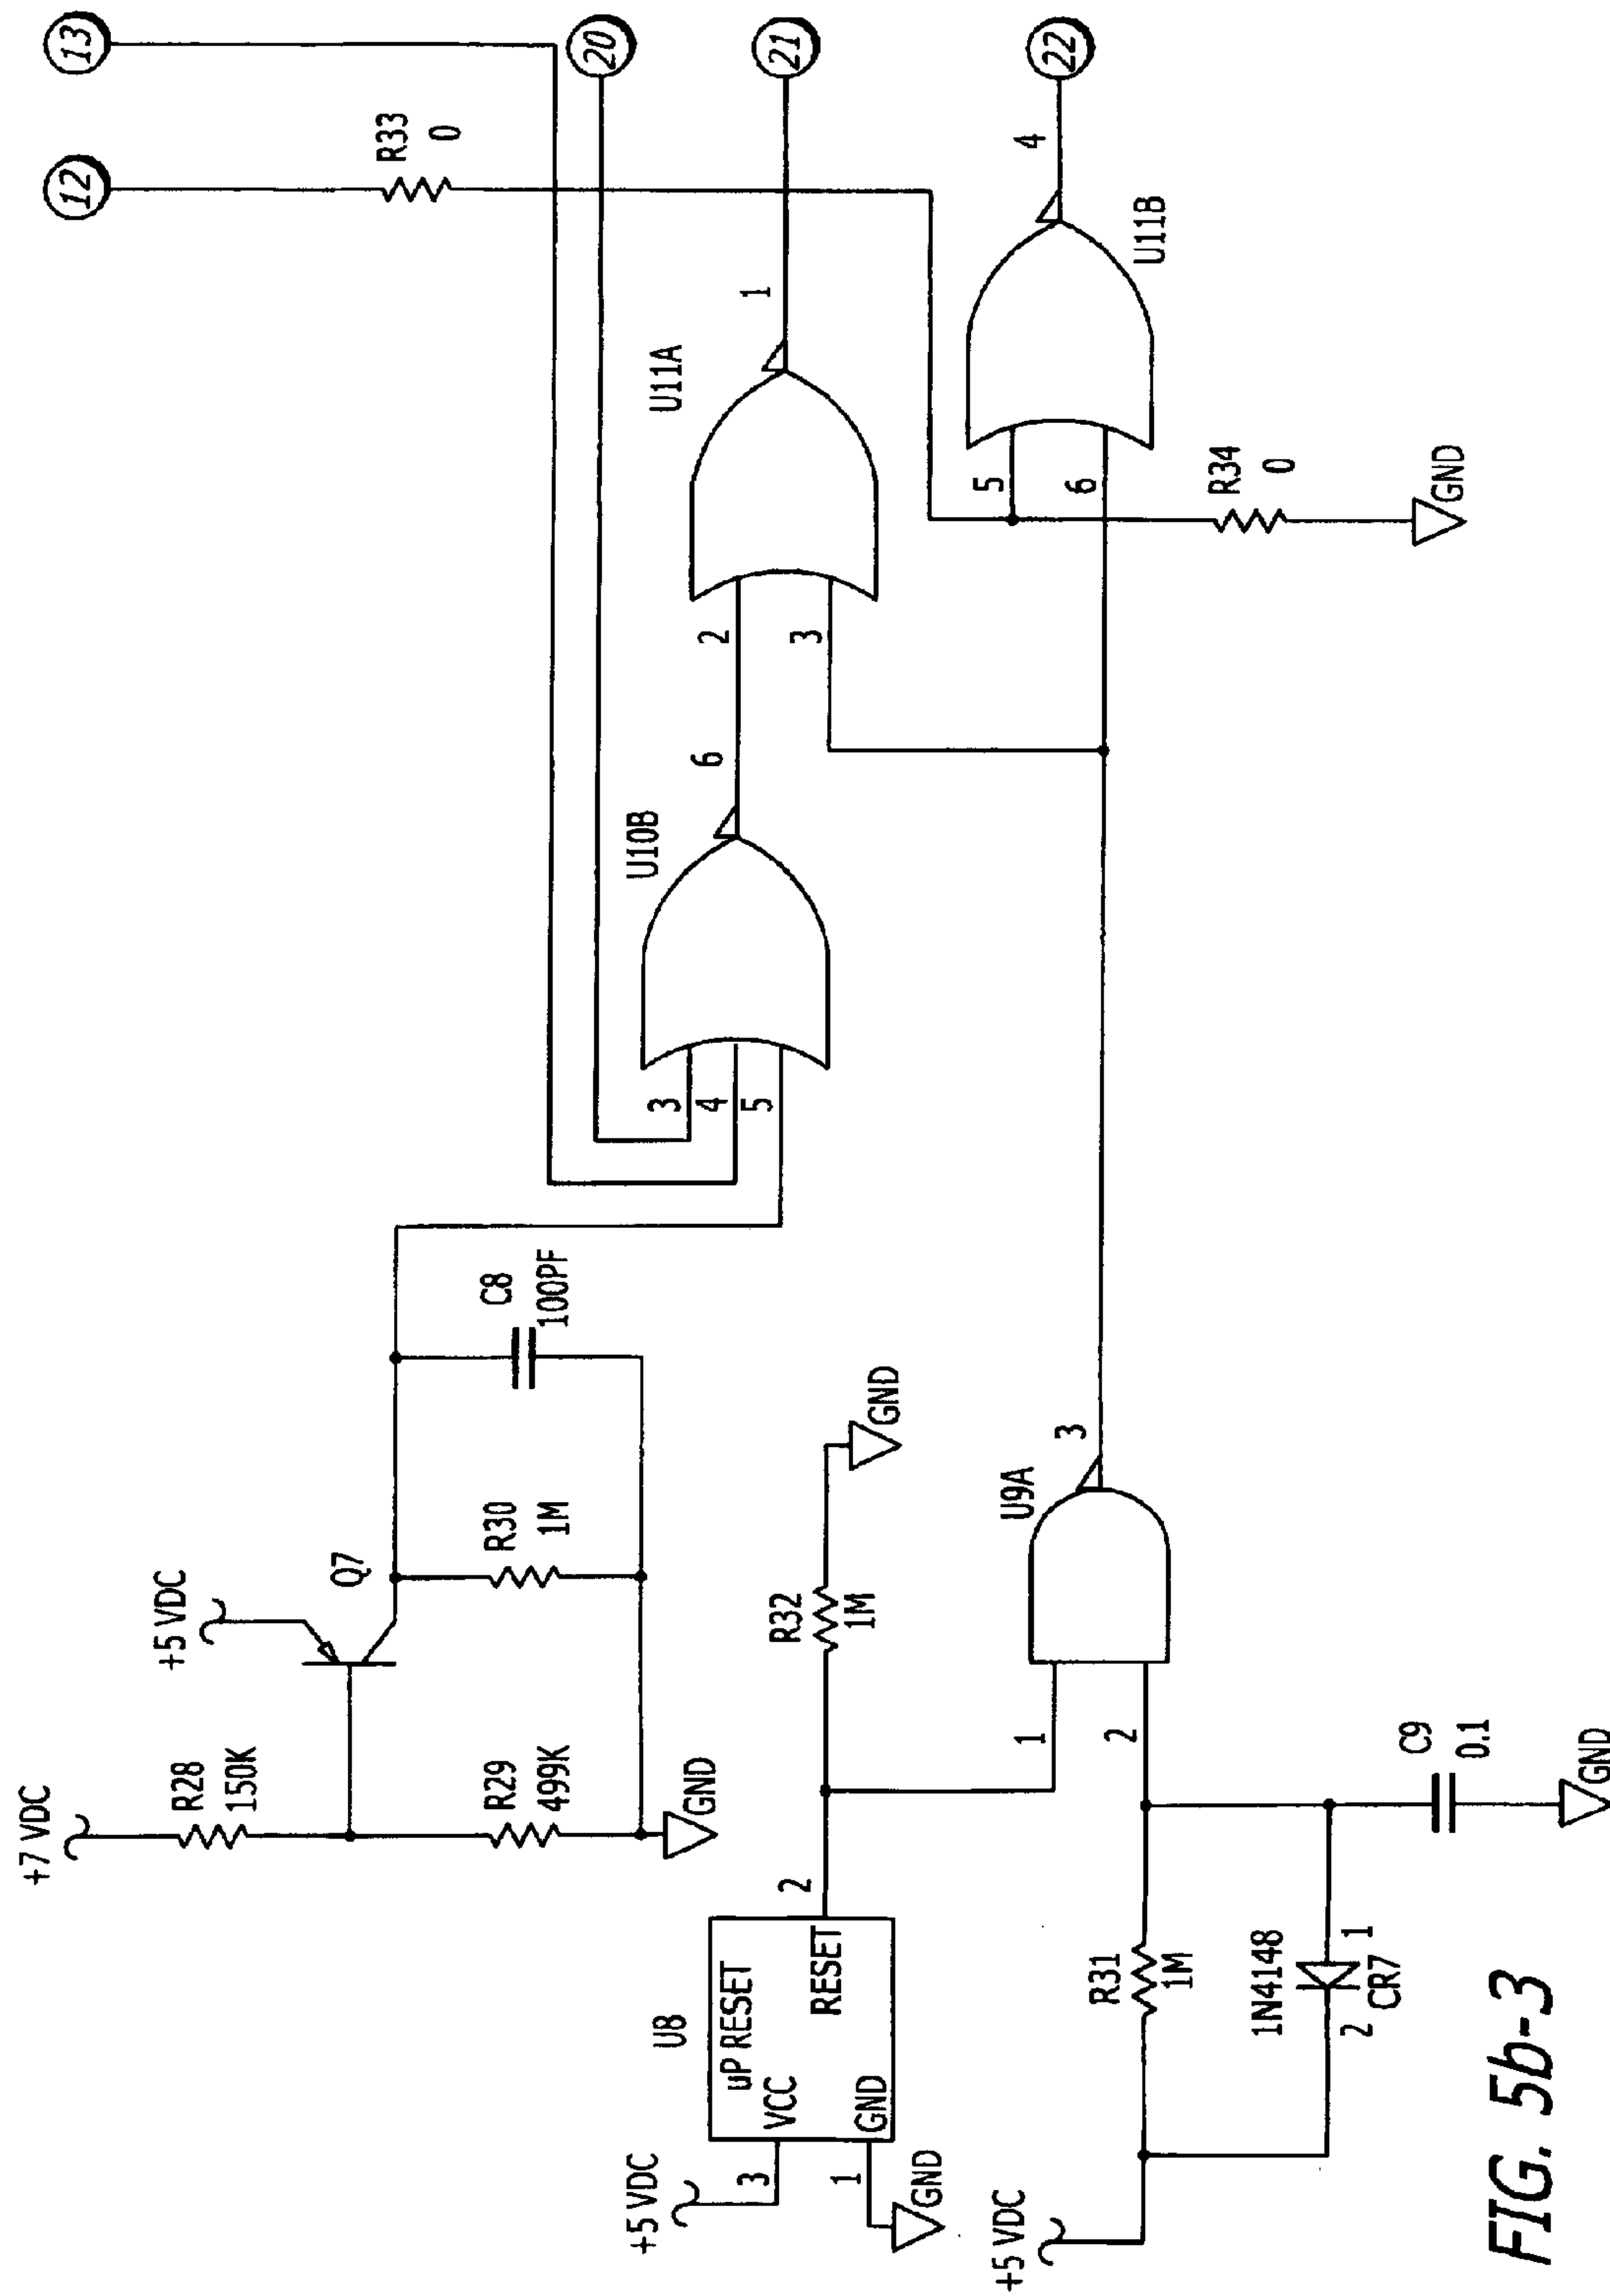 13
12
20
21
22
R33
0
+7 VDC
+5 VDC
R28
150K
Q7
R29
499K
R30
1M
C8
100PF
GND
U10B
3
4
5
6
U11A
2
3
1
U11B
5
6
4
R34
0
GND
U8
uP RESET
VCC
RESET
GND
+5 VDC
3
1
GND
2
R32
1M
GND
U9A
1
2
3
+5 VDC
R31
1M
1N4148
2
1
CR7
C9
0.1
GND
FIG. 5b-3